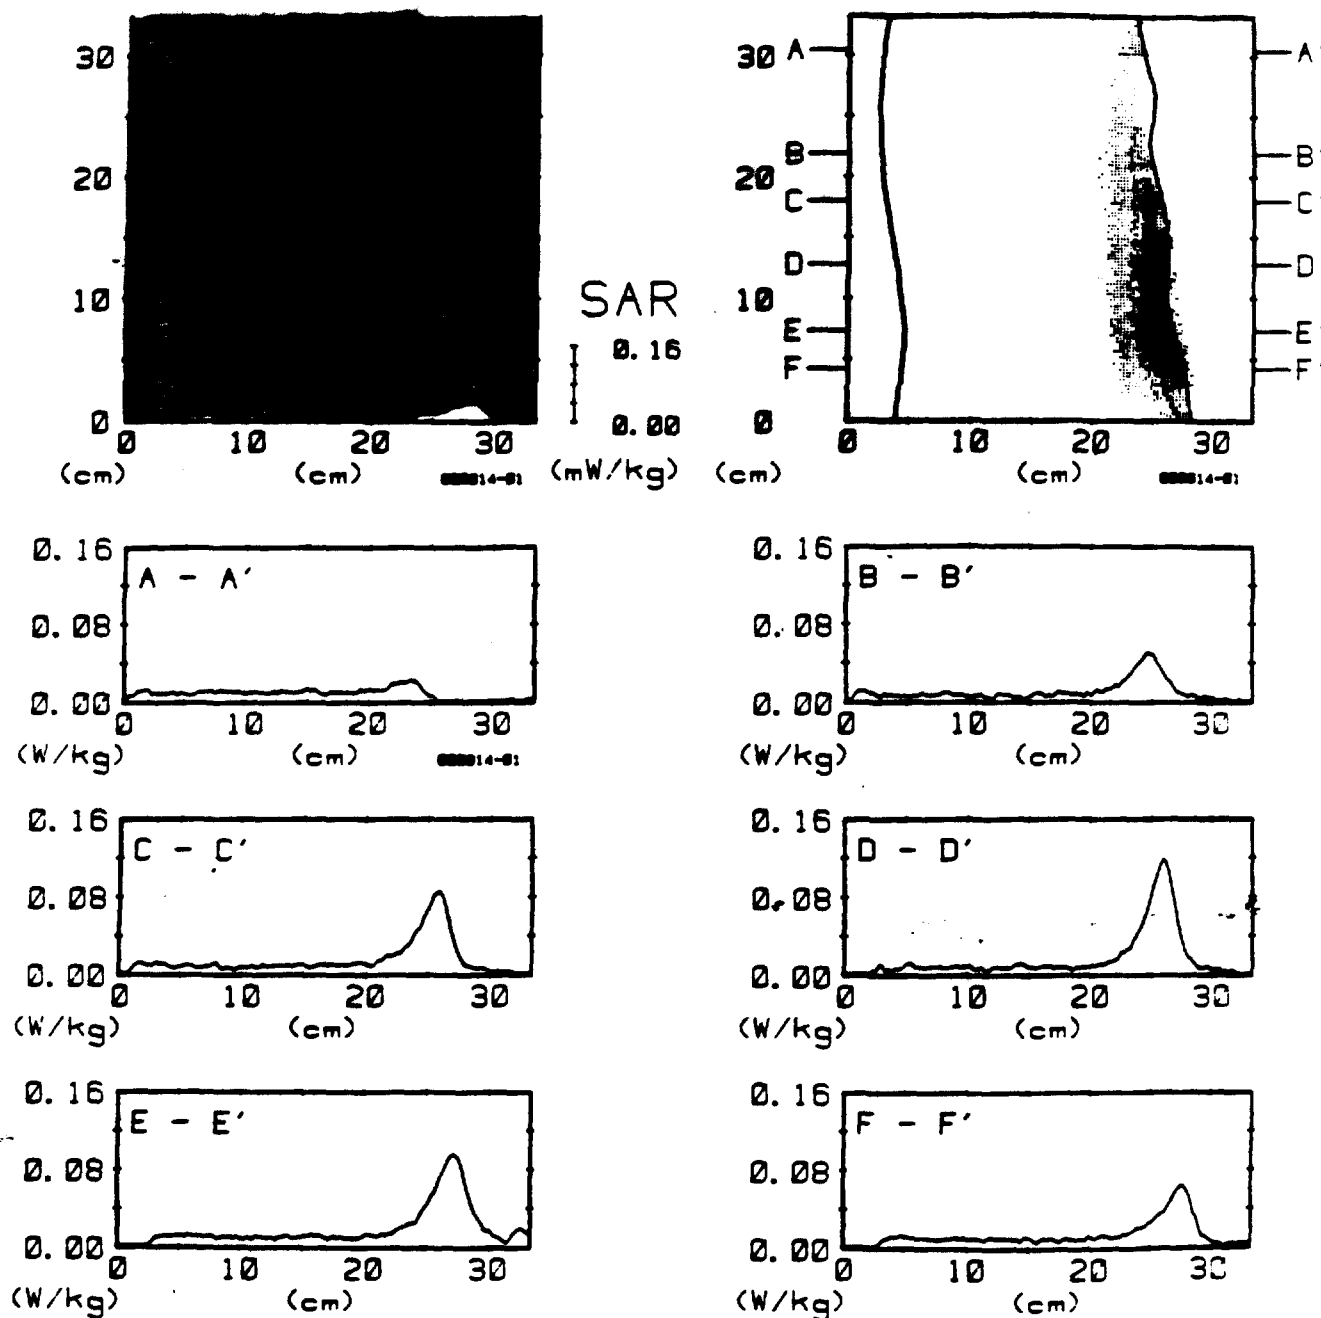 30
20
10
0
0 10 20 30
(cm) (cm)
SAR
0.16
0.00
(mW/kg)
30
20
10
0
A
B
C
D
E
F
A
B'
C'
D
E'
F'
0 10 20 30
(cm) (cm)
0.16
0.08
0.00
A - A'
0 10 20 30
(W/kg) (cm)
0.16
0.08
0.00
B - B'
0 10 20 30
(W/kg) (cm)
0.16
0.08
0.00
C - C'
0 10 20 30
(W/kg) (cm)
0.16
0.08
0.00
D - D'
0 10 20 30
(W/kg) (cm)
0.16
0.08
0.00
E - E'
0 10 20 30
(W/kg) (cm)
0.16
0.08
0.00
F - F'
0 10 20 30
(W/kg) (cm)